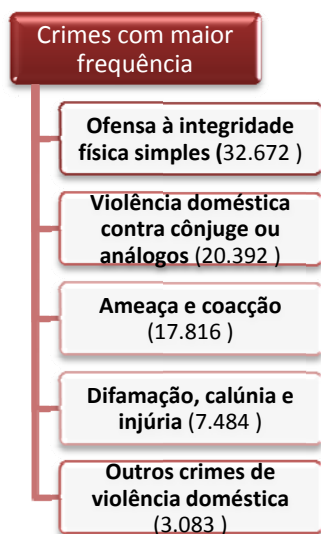 Crimes com maior
frequência
Ofensa à integridade
física simples (32.672 )
Violência doméstica
contra cônjuge ou
análogos (20.392 )
Ameaça e coacção
(17.816 )
Difamação, calúnia e
injúria (7.484 )
Outros crimes de
violência doméstica
(3.083 )